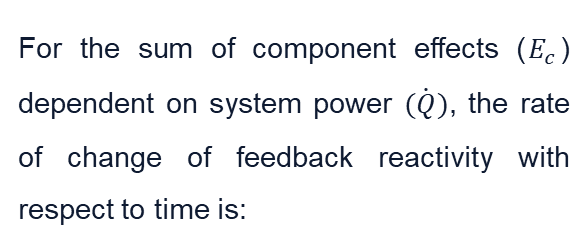 For the sum of component effects (E_c)
dependent on system power (Q̇), the rate
of change of feedback reactivity with
respect to time is: